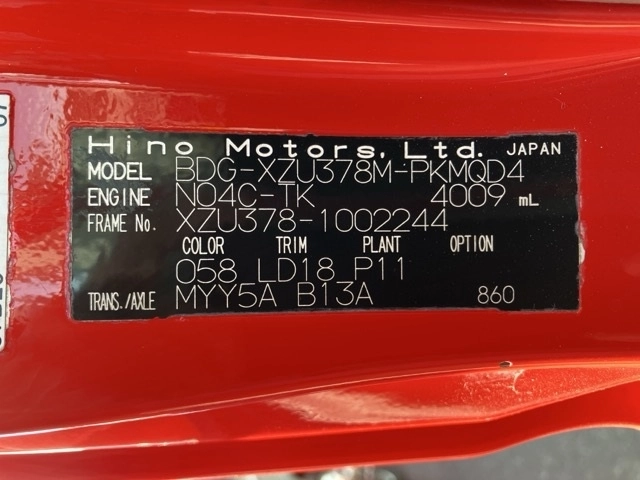 Hino Motors, Ltd. JAPAN
MODEL BDG-XZU378M-PKMQD4
ENGINE N04C-TK 4009 mL
FRAME No. XZU378-1002244
COLOR TRIM PLANT OPTION
058 LD18 P11
TRANS./AXLE MYY5A B13A 860